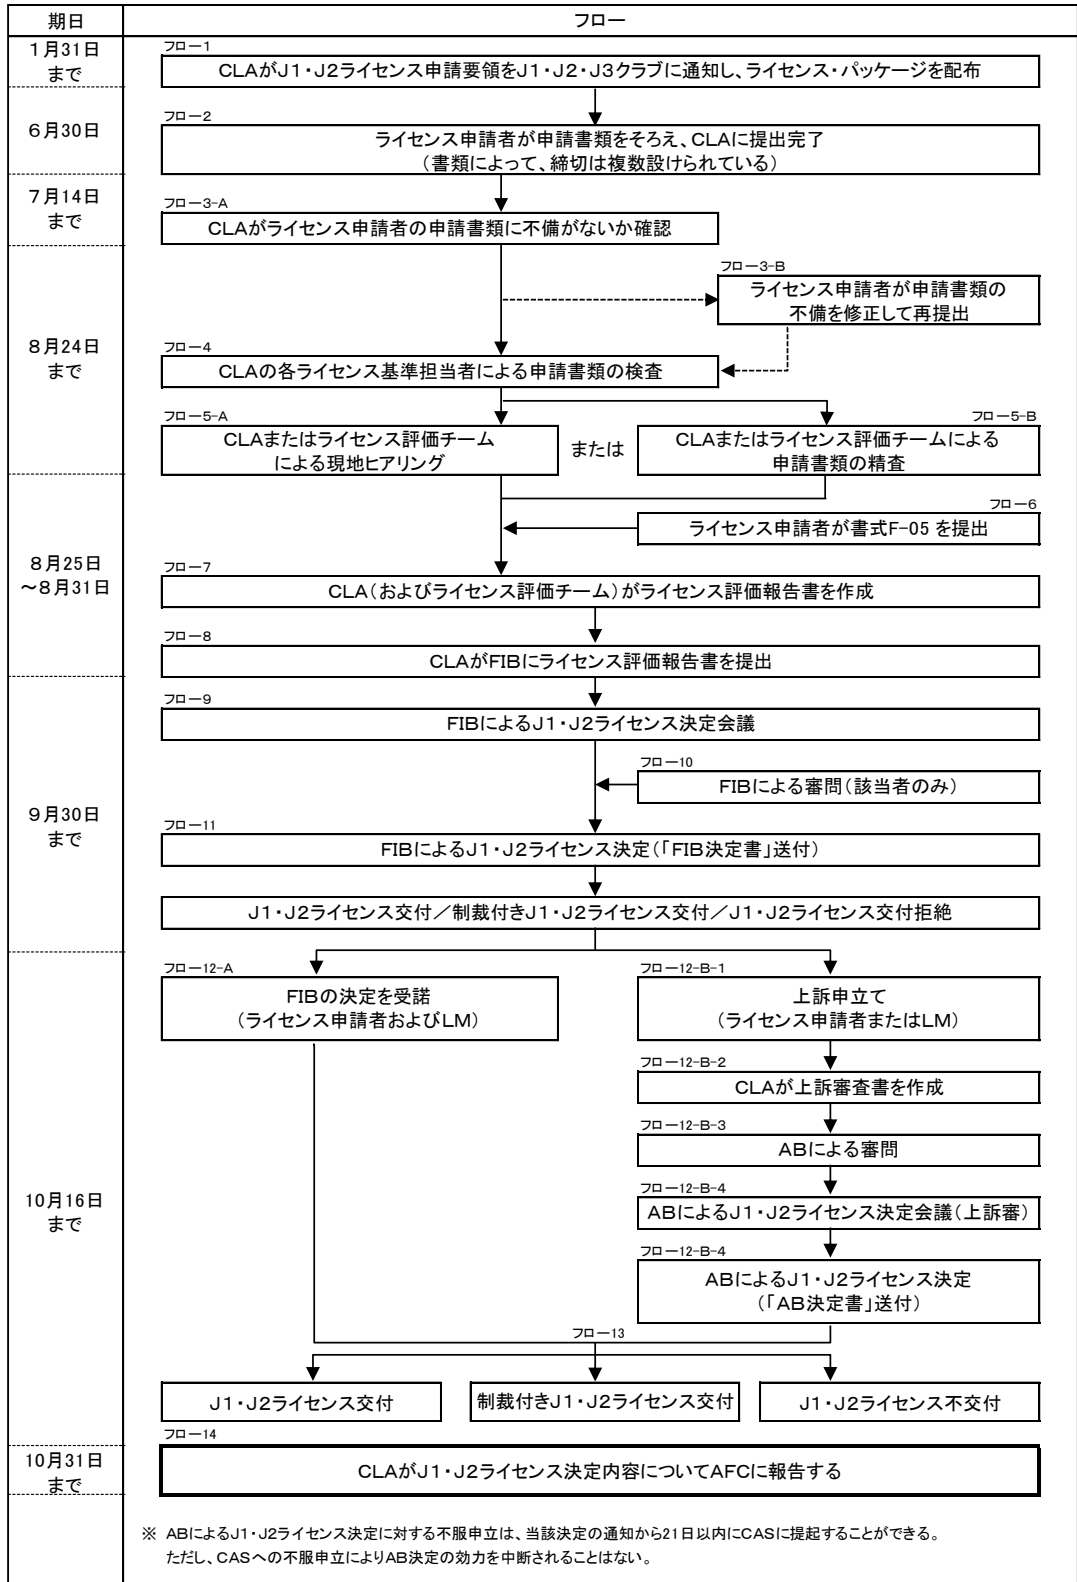 期日
フロー
1月31日
まで
フロー1
CLAがJ1・J2ライセンス申請要領をJ1・J2・J3クラブに通知し、ライセンス・パッケージを配布
6月30日
フロー2
ライセンス申請者が申請書類をそろえ、CLAに提出完了
(書類によって、締切は複数設けられている)
7月14日
まで
フロー3-A
CLAがライセンス申請者の申請書類に不備がないか確認
8月24日
まで
フロー3-B
ライセンス申請者が申請書類の
不備を修正して再提出
フロー4
CLAの各ライセンス基準担当者による申請書類の検査
フロー5-A
CLAまたはライセンス評価チーム
による現地ヒアリング
または
フロー5-B
CLAまたはライセンス評価チームによる
申請書類の精査
8月25日
~8月31日
フロー6
ライセンス申請者が書式F-05 を提出
フロー7
CLA(およびライセンス評価チーム)がライセンス評価報告書を作成
フロー8
CLAがFIBにライセンス評価報告書を提出
9月30日
まで
フロー9
FIBによるJ1・J2ライセンス決定会議
フロー10
FIBによる審問(該当者のみ)
フロー11
FIBによるJ1・J2ライセンス決定(「FIB決定書」送付)
J1・J2ライセンス交付/制裁付きJ1・J2ライセンス交付/J1・J2ライセンス交付拒絶
10月16日
まで
フロー12-A
FIBの決定を受諾
(ライセンス申請者およびLM)
フロー12-B-1
上訴申立て
(ライセンス申請者またはLM)
フロー12-B-2
CLAが上訴審査書を作成
フロー12-B-3
ABによる審問
フロー12-B-4
ABによるJ1・J2ライセンス決定会議(上訴審)
フロー12-B-4
ABによるJ1・J2ライセンス決定
(「AB決定書」送付)
フロー13
J1・J2ライセンス交付
制裁付きJ1・J2ライセンス交付
J1・J2ライセンス不交付
10月31日
まで
フロー14
CLAがJ1・J2ライセンス決定内容についてAFCに報告する
※ ABによるJ1・J2ライセンス決定に対する不服申立は、当該決定の通知から21日以内にCASに提起することができる。
ただし、CASへの不服申立によりAB決定の効力を中断されることはない。